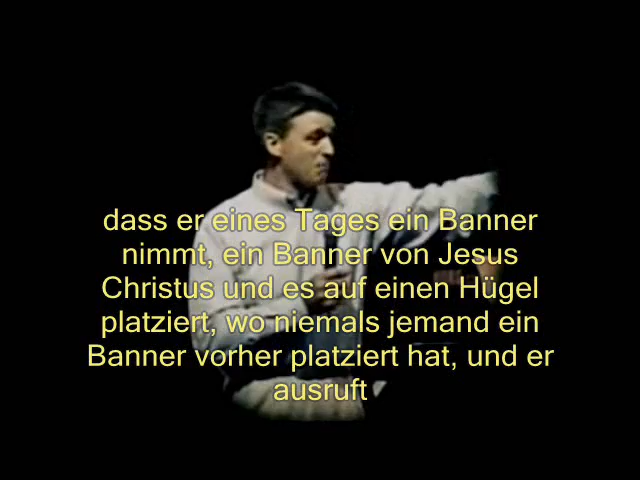 dass er eines Tages ein Banner
nimmt, ein Banner von Jesus
Christus und es auf einen Hügel
platziert, wo niemals jemand ein
Banner vorher platziert hat, und er
ausruft